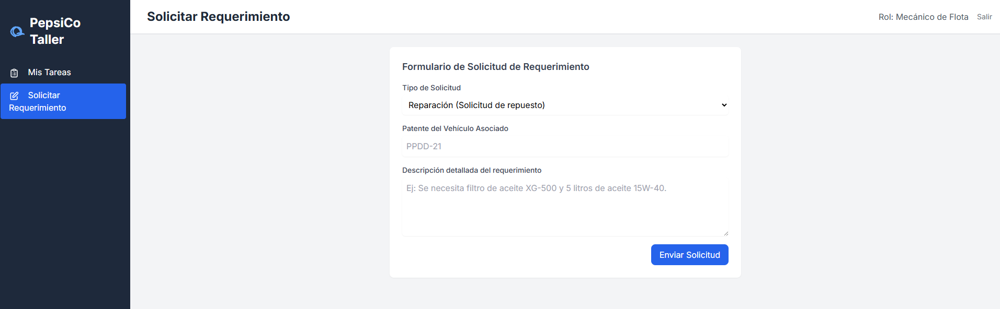 PepsiCo
Taller
Mis Tareas
Solicitar
Requerimiento
Solicitar Requerimiento
Rol: Mecánico de Flota
Salir
Formulario de Solicitud de Requerimiento
Tipo de Solicitud
Reparación (Solicitud de repuesto)
Patente del Vehículo Asociado
PPDD-21
Descripción detallada del requerimiento
Ej: Se necesita filtro de aceite XG-500 y 5 litros de aceite 15W-40.
Enviar Solicitud